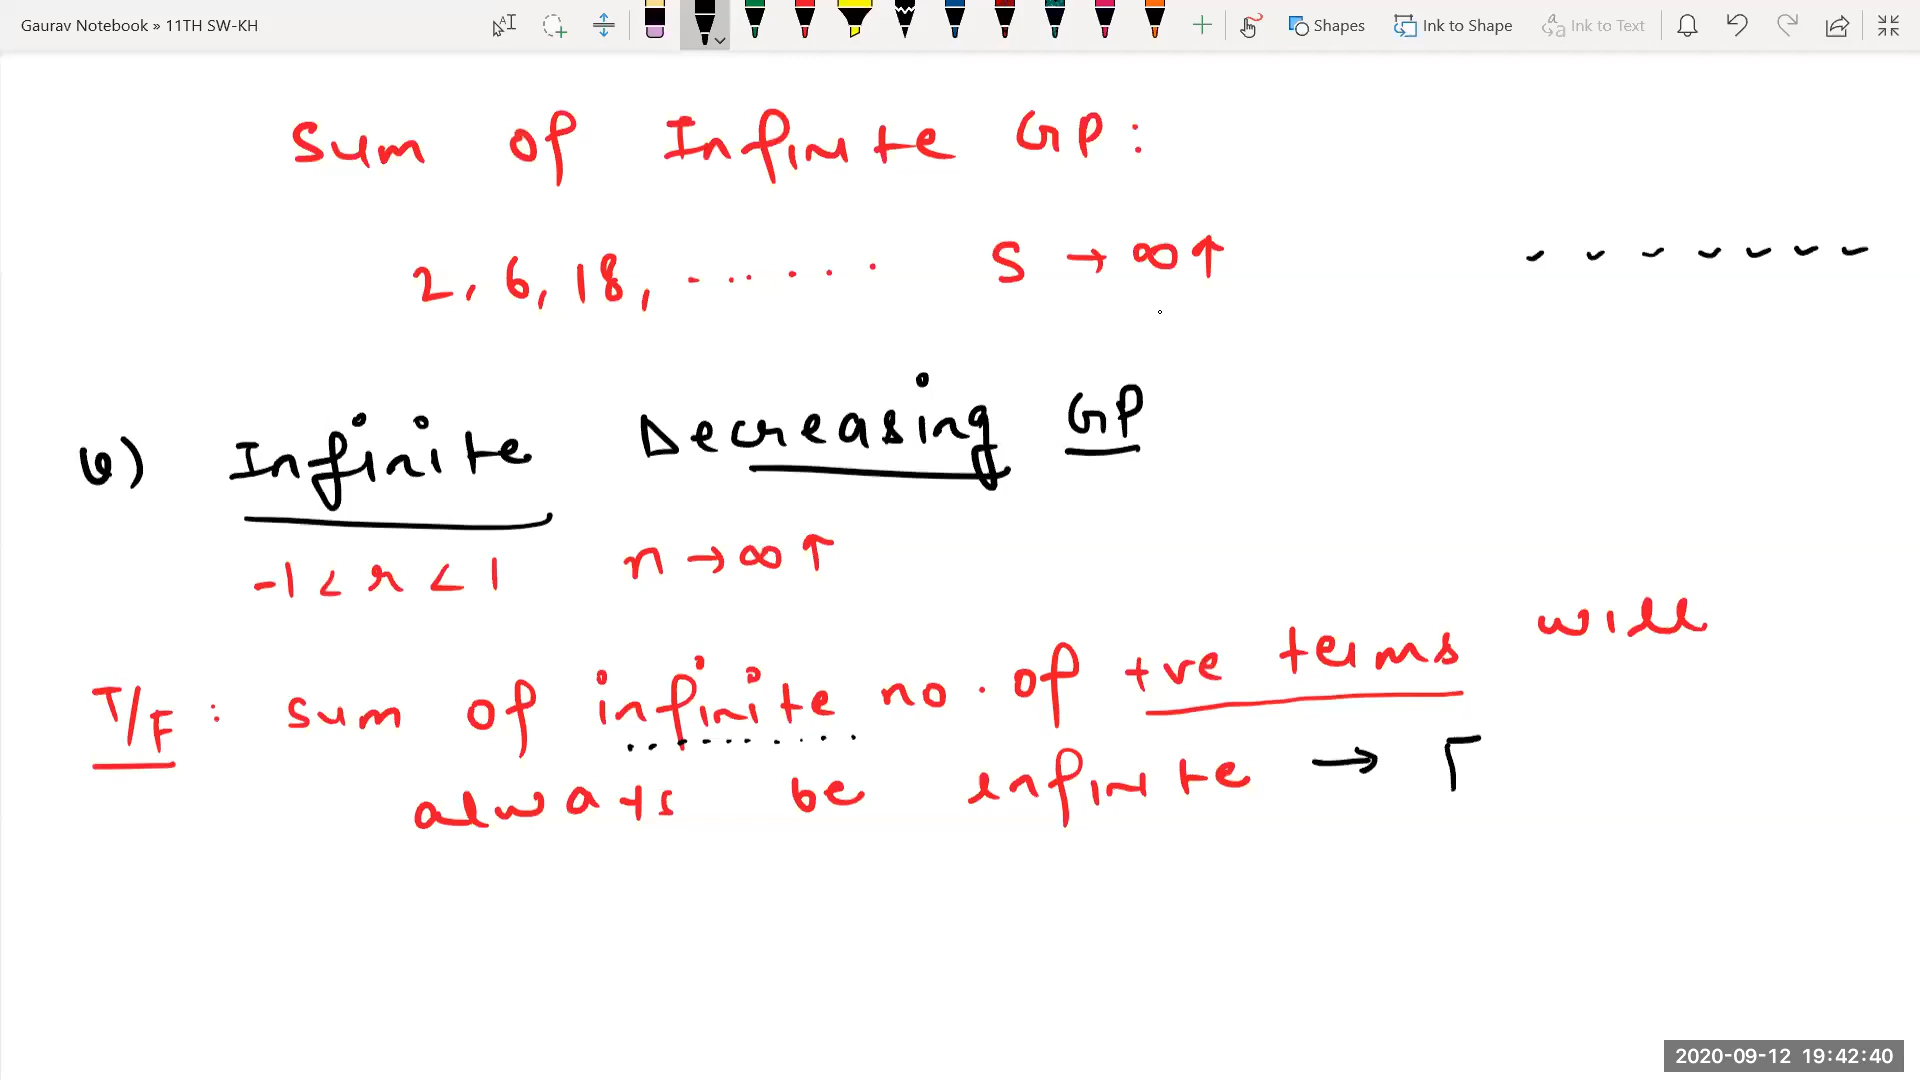 Gaurav Notebook » 11TH SW-KH
Shapes
Ink to Shape
Ink to Text
Sum of Infinite GP:
2, 6, 18, ....... S → ∞↑
Infinite Decreasing GP
-1 < r < 1 n → ∞↑
T/F : sum of infinite no. of +ve terms will
always be infinite →
2020-09-12 19:42:40